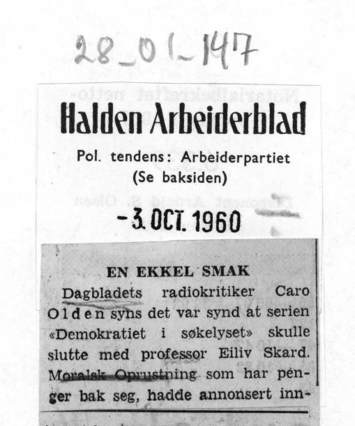 28_01_147
Halden Arbeiderblad
Pol. tendens: Arbeiderpartiet
(Se baksiden)
-3. OCT. 1960
EN EKKEL SMAK
Dagbladets radiokritiker Caro
Olden syns det var synd at serien
«Demokratiet i søkelyset» skulle
slutte med professor Eiliv Skard.
Moralsk Oprustning som har pen-
ger bak seg, hadde annonsert inn-